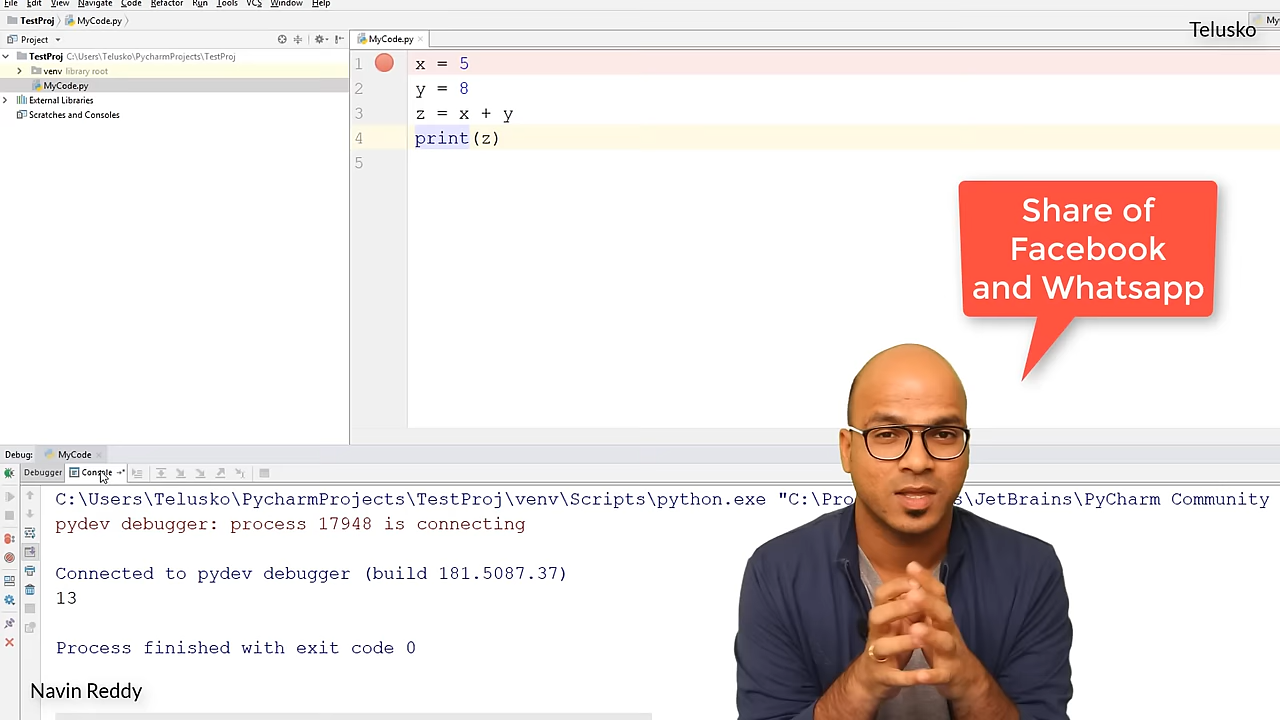 File Edit View Navigate Code Refactor Run Tools VCS Window Help
TestProj MyCode.py
My
Telusko
Project
MyCode.py
TestProj C:\Users\Telusko\PycharmProjects\TestProj
venv library root
MyCode.py
External Libraries
Scratches and Consoles
1 x = 5
2 y = 8
3 z = x + y
4 print(z)
5
Share of
Facebook
and Whatsapp
Debug: MyCode
Debugger Console
C:\Users\Telusko\PycharmProjects\TestProj\venv\Scripts\python.exe "C:\Pro s\JetBrains\PyCharm Community
pydev debugger: process 17948 is connecting
Connected to pydev debugger (build 181.5087.37)
13
Process finished with exit code 0
Navin Reddy